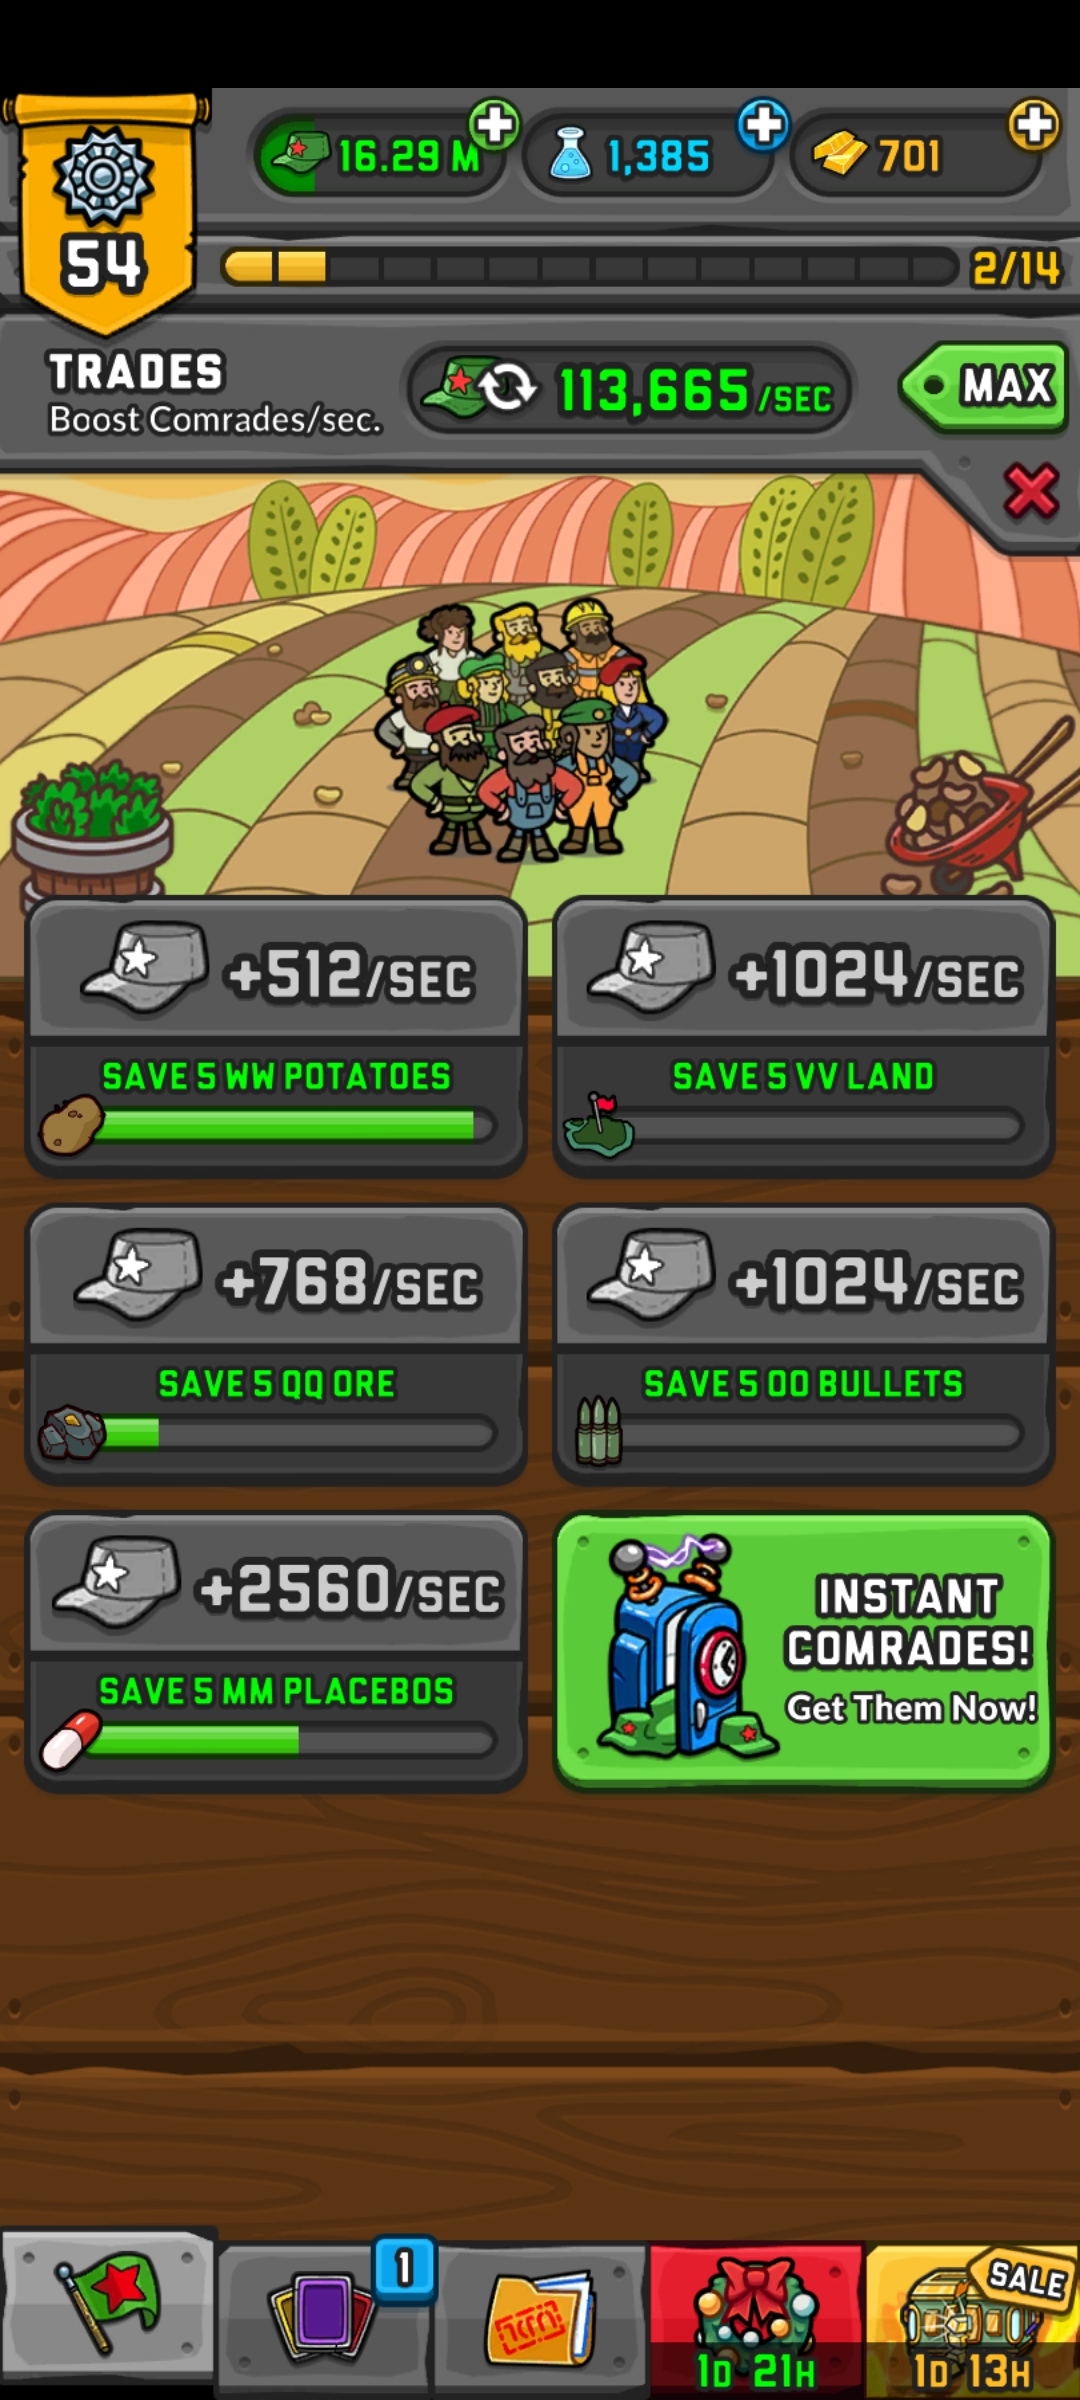 16.29 M
1,385
701
54
2/14
TRADES
Boost Comrades/sec.
113,665/SEC
MAX
+512/SEC
SAVE 5 WW POTATOES
+1024/SEC
SAVE 5 VV LAND
+768/SEC
SAVE 5 QQ ORE
+1024/SEC
SAVE 5 OO BULLETS
+2560/SEC
SAVE 5 MM PLACEBOS
INSTANT
COMRADES!
Get Them Now!
1
SALE
1D 21H
1D 13H